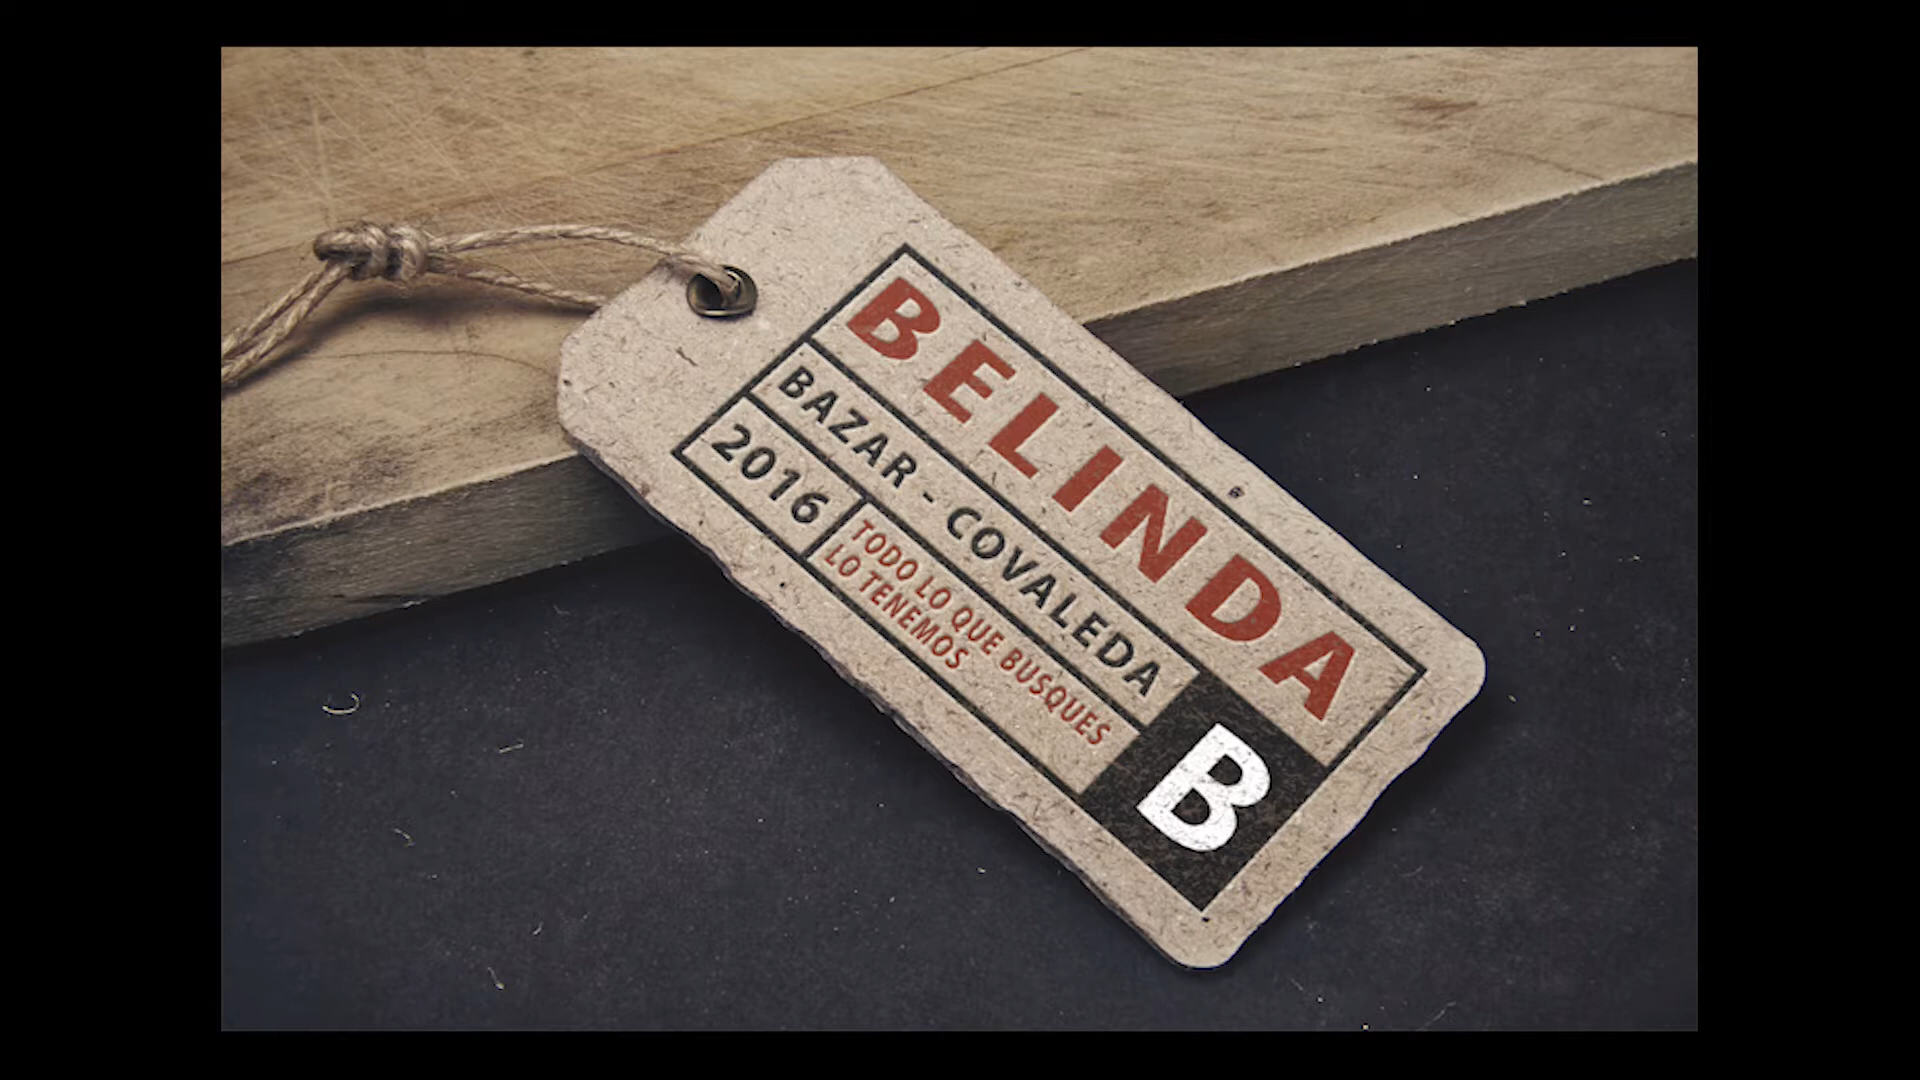 BELINDA
BAZAR - COVALEDA
2016
TODO LO QUE BUSQUES
LO TENEMOS
B